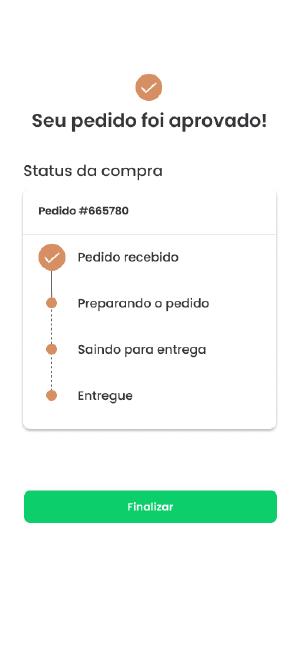 Seu pedido foi aprovado!
Status da compra
Pedido #665780
Pedido recebido
Preparando o pedido
Saindo para entrega
Entregue
Finalizar